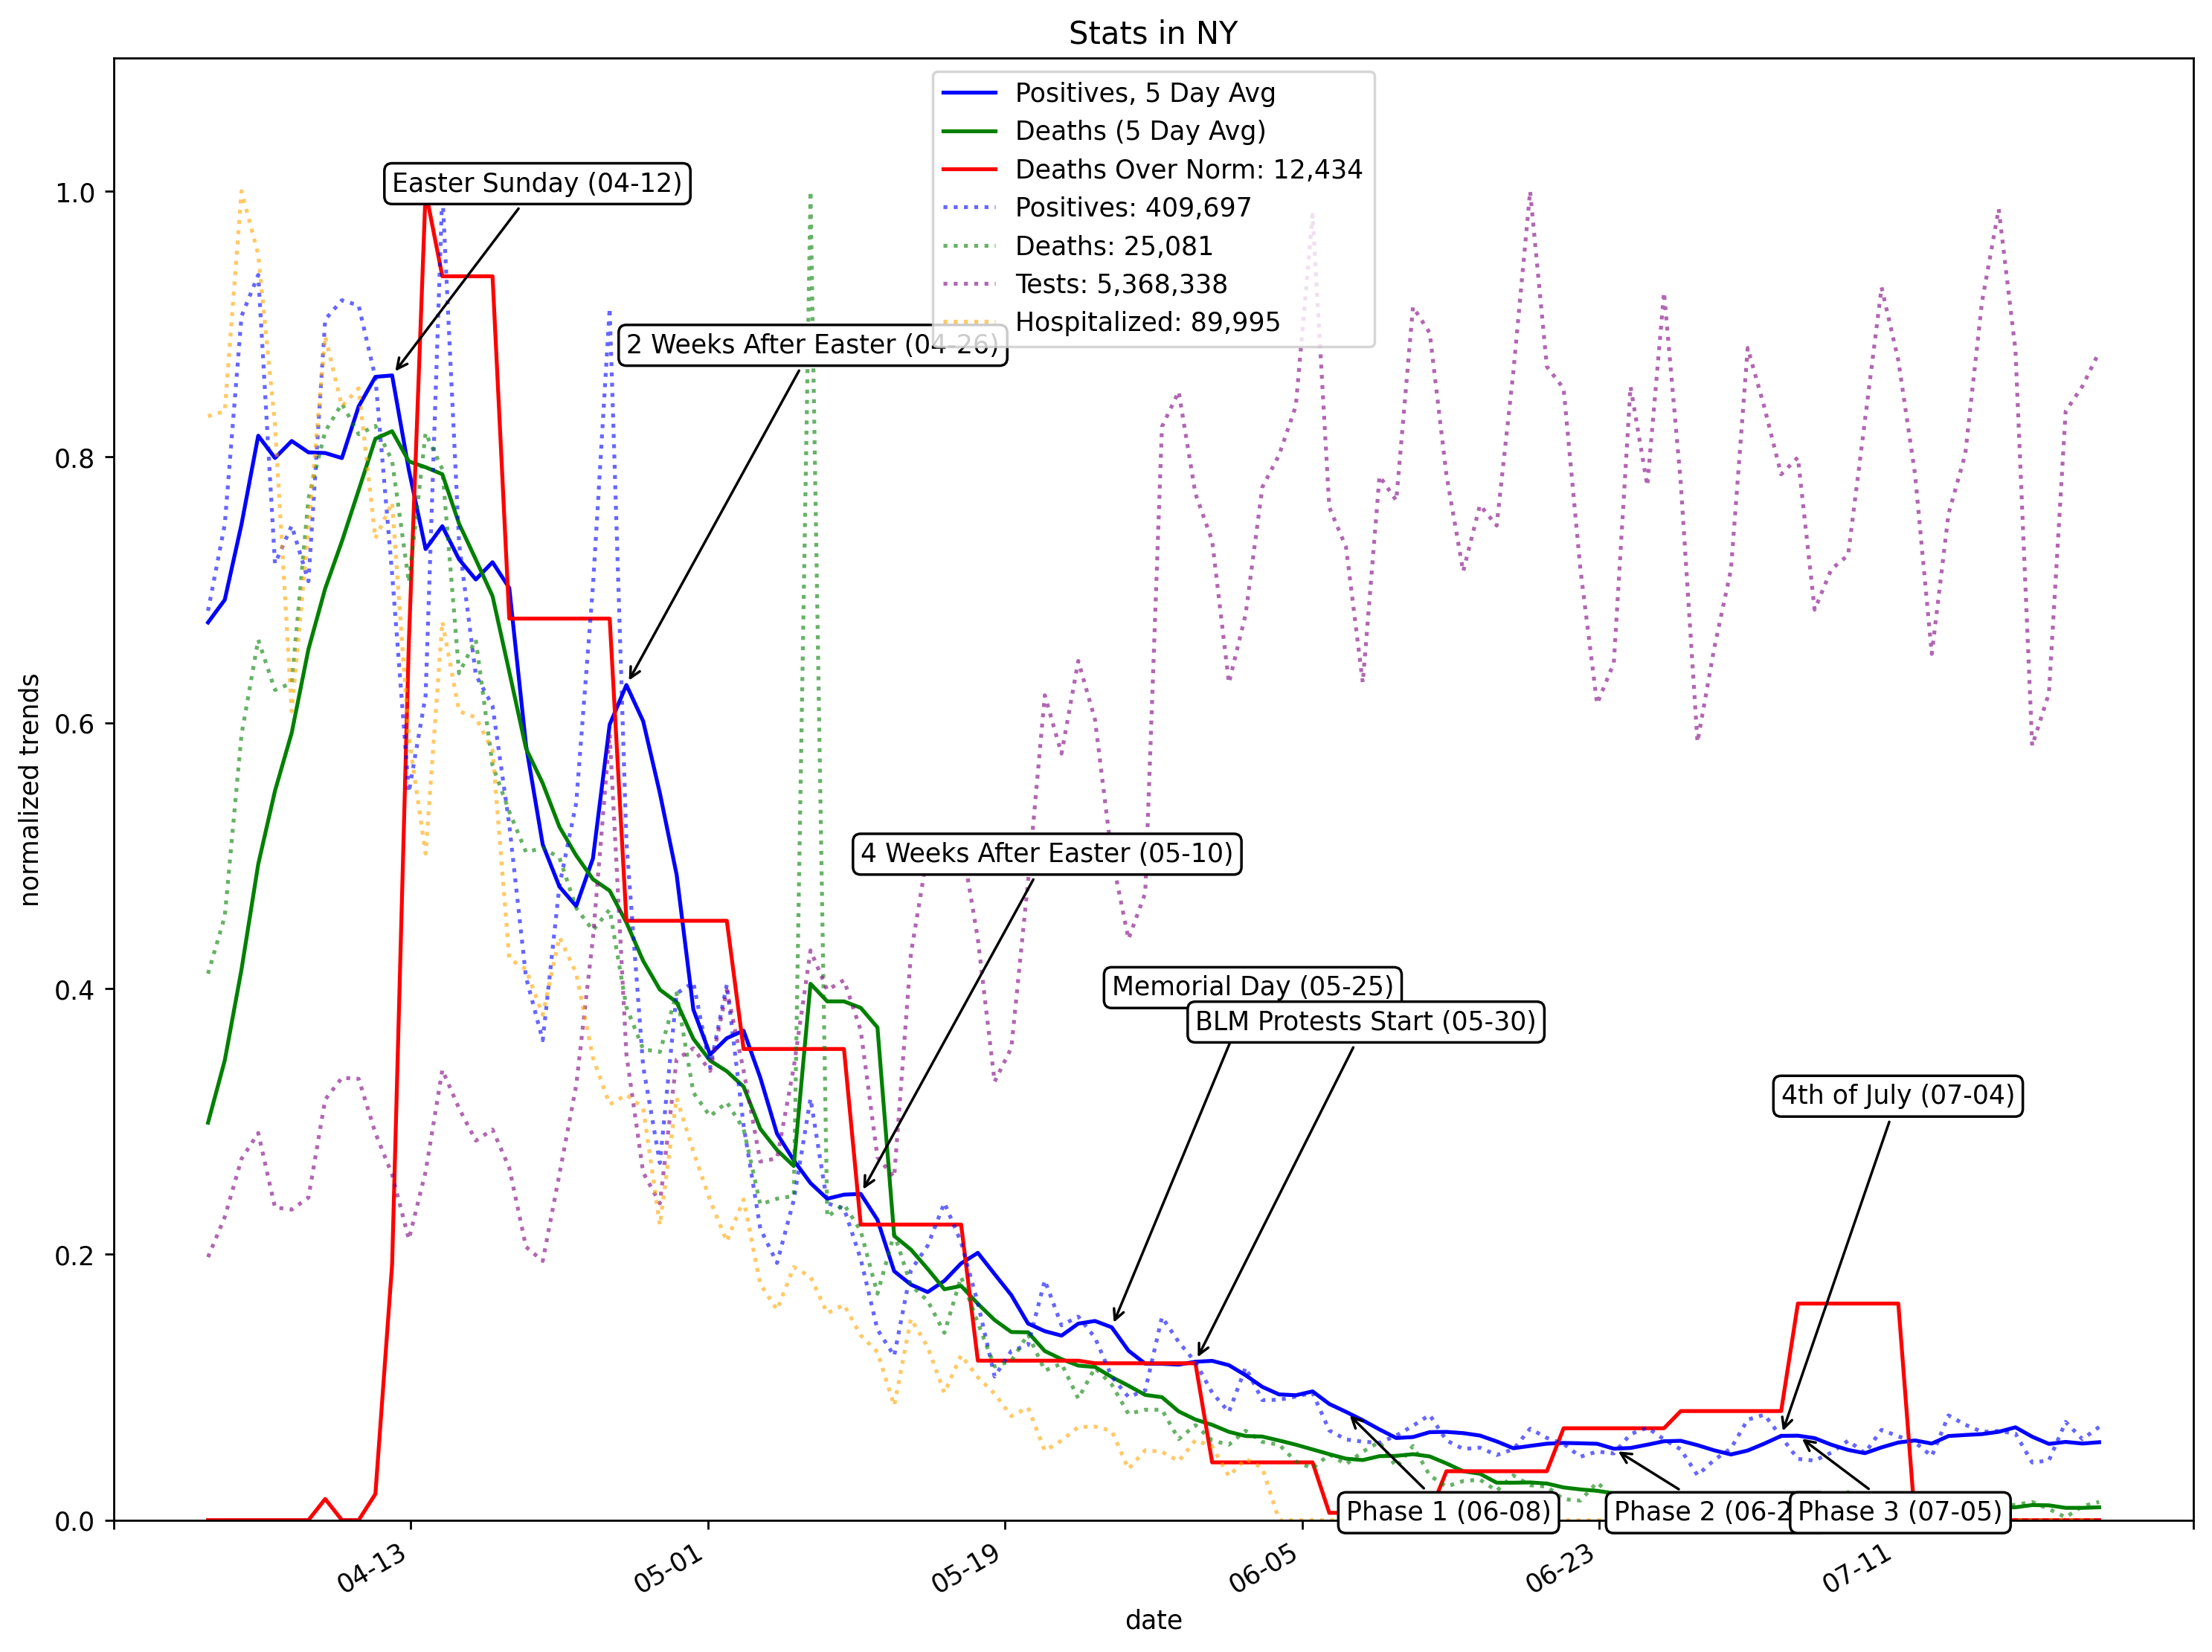 Stats in NY
Positives, 5 Day Avg
Deaths (5 Day Avg)
Deaths Over Norm: 12,434
Positives: 409,697
Deaths: 25,081
Tests: 5,368,338
Hospitalized: 89,995
Easter Sunday (04-12)
2 Weeks After Easter (04-26)
4 Weeks After Easter (05-10)
Memorial Day (05-25)
BLM Protests Start (05-30)
4th of July (07-04)
Phase 1 (06-08)
Phase 2 (06-2
Phase 3 (07-05)
normalized trends
1.0
0.8
0.6
0.4
0.2
0.0
04-13
05-01
05-19
06-05
06-23
07-11
date